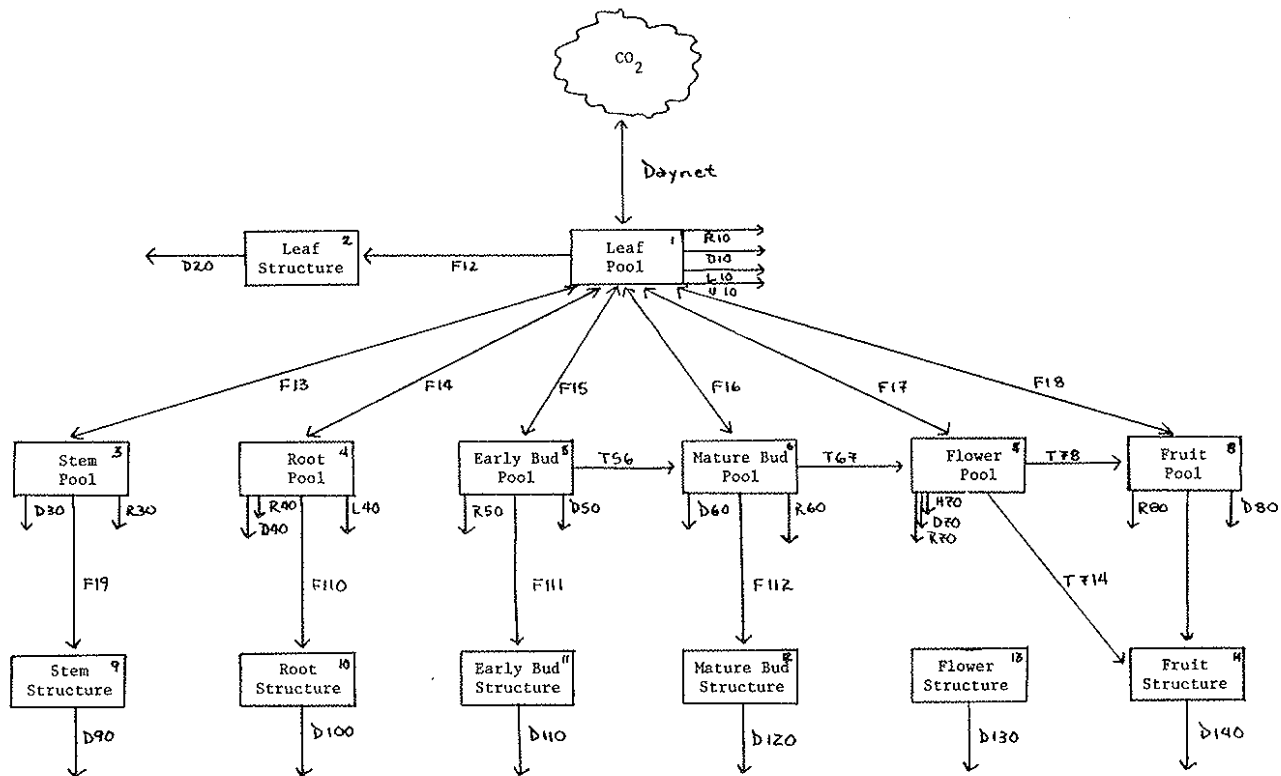 CO2
Daynet
Leaf
Structure
2
D20
F12
Leaf
Pool
1
R10
D10
L10
F13
F14
F15
F16
F17
F18
Stem
Pool
3
Root
Pool
4
Early Bud
Pool
5
T56
Mature Bud
Pool
6
T67
Flower
Pool
T78
Fruit
Pool
8
D30
R30
R40
D40
L40
R50
D50
D60
R60
H70
D70
R70
R80
D80
F19
F110
F111
F112
T714
Stem
Structure
9
Root
Structure
10
Early Bud
Structure
11
Mature Bud
Structure
Flower
Structure
13
Fruit
Structure
D90
D100
D110
D120
D130
D140